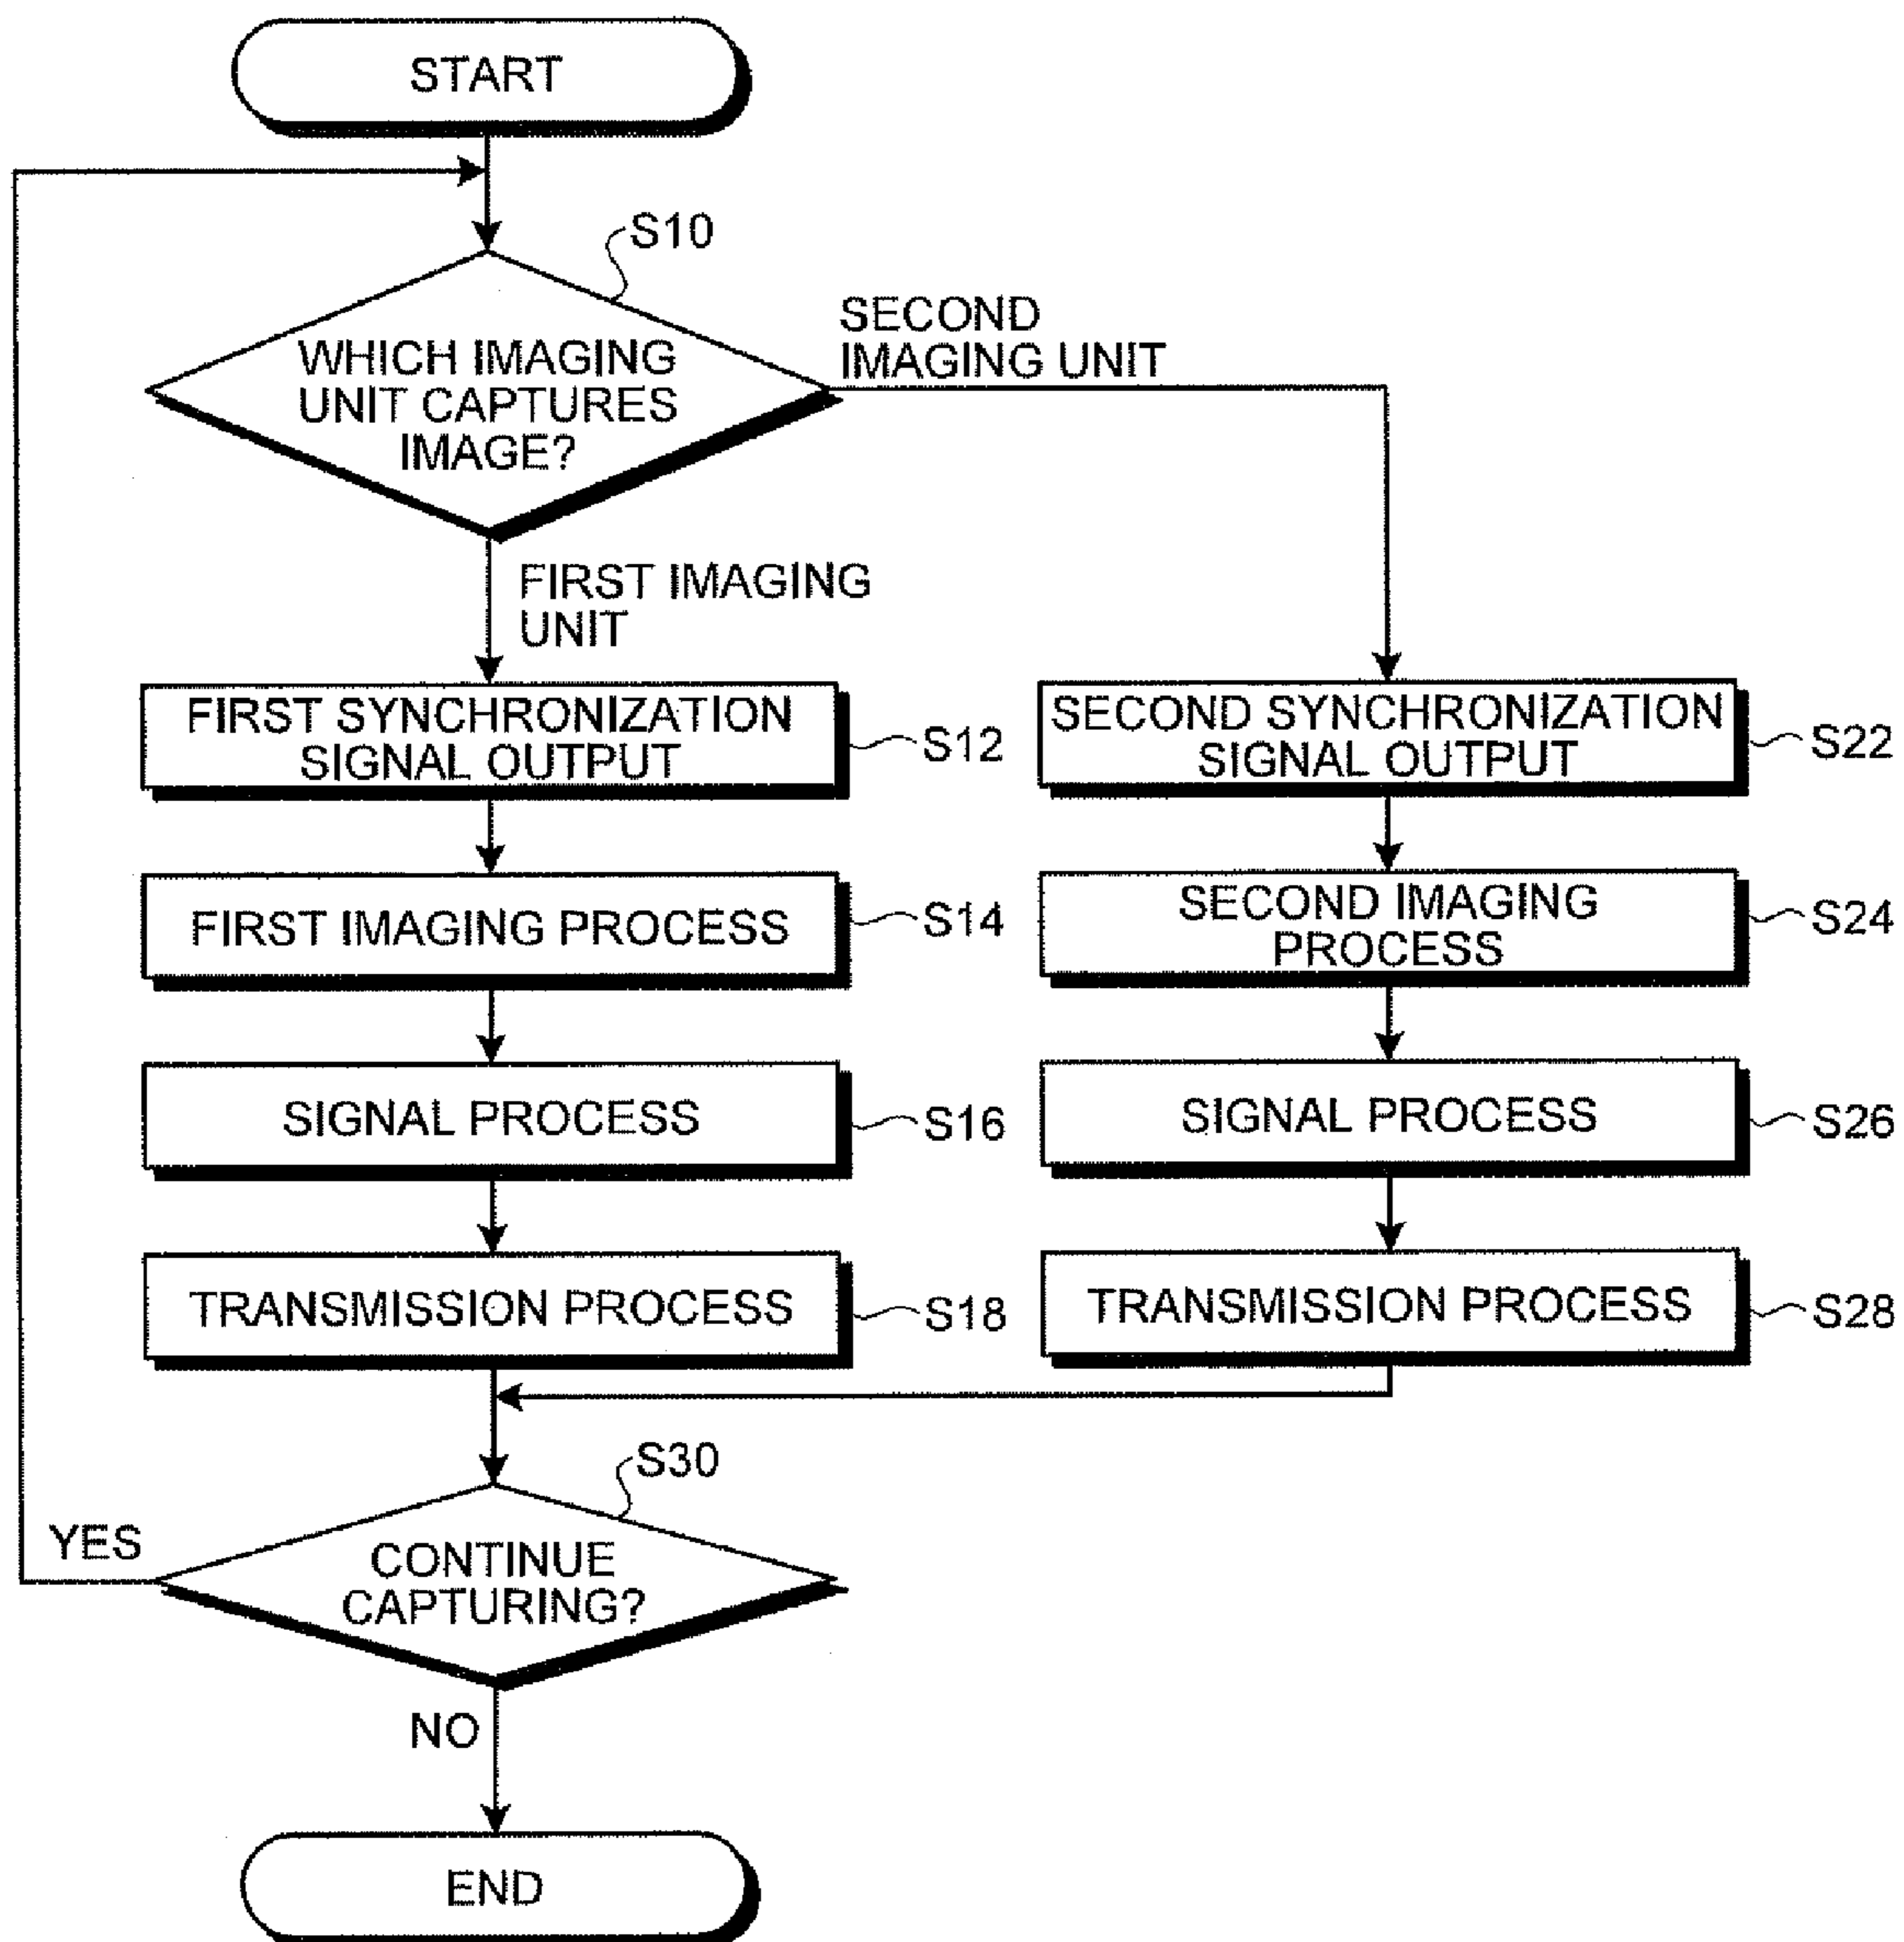 START
S10
WHICH IMAGING
UNIT CAPTURES
IMAGE?
SECOND
IMAGING UNIT
FIRST IMAGING
UNIT
FIRST SYNCHRONIZATION
SIGNAL OUTPUT
S12
SECOND SYNCHRONIZATION
SIGNAL OUTPUT
S22
FIRST IMAGING PROCESS
S14
SECOND IMAGING
PROCESS
S24
SIGNAL PROCESS
S16
SIGNAL PROCESS
S26
TRANSMISSION PROCESS
S18
TRANSMISSION PROCESS
S28
S30
YES
CONTINUE
CAPTURING?
NO
END